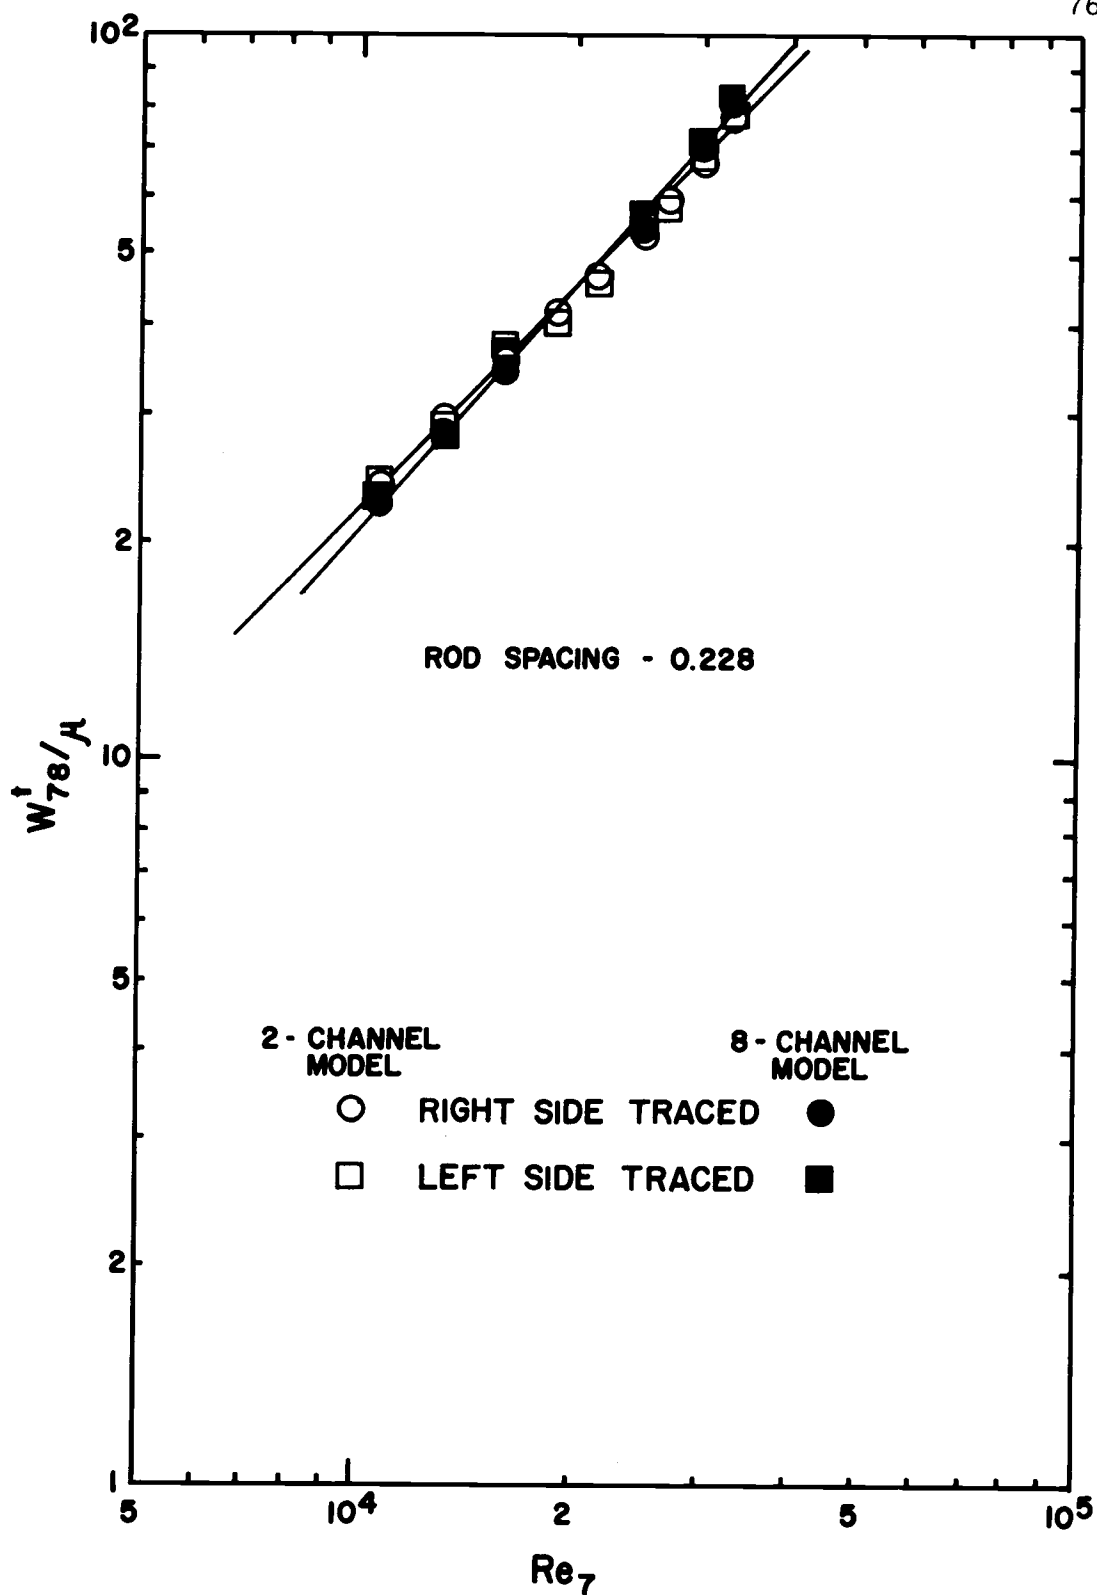 76
10²
5
2
ROD SPACING - 0.228
10
W†78/μ
5
2 - CHANNEL MODEL
8 - CHANNEL MODEL
RIGHT SIDE TRACED
LEFT SIDE TRACED
2
1
5 10⁴ 2 5 10⁵
Re₇